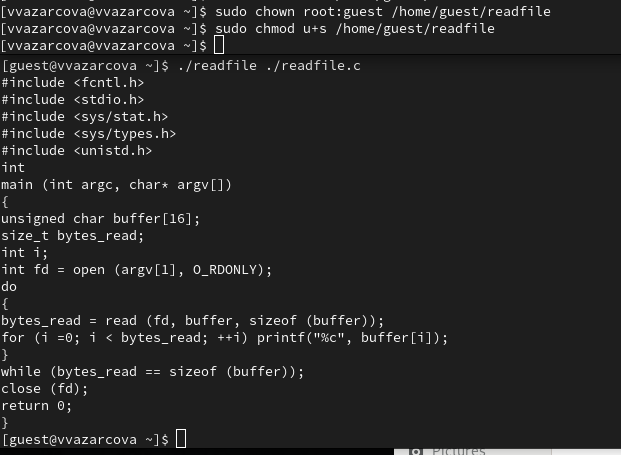 [vvazarcova@vvazarcova ~]$ sudo chown root:guest /home/guest/readfile
[vvazarcova@vvazarcova ~]$ sudo chmod u+s /home/guest/readfile
[vvazarcova@vvazarcova ~]$
[guest@vvazarcova ~]$ ./readfile ./readfile.c
#include <fcntl.h>
#include <stdio.h>
#include <sys/stat.h>
#include <sys/types.h>
#include <unistd.h>
int
main (int argc, char* argv[])
{
unsigned char buffer[16];
size_t bytes_read;
int i;
int fd = open (argv[1], O_RDONLY);
do
{
bytes_read = read (fd, buffer, sizeof (buffer));
for (i =0; i < bytes_read; ++i) printf("%c", buffer[i]);
}
while (bytes_read == sizeof (buffer));
close (fd);
return 0;
}
[guest@vvazarcova ~]$
Pictures